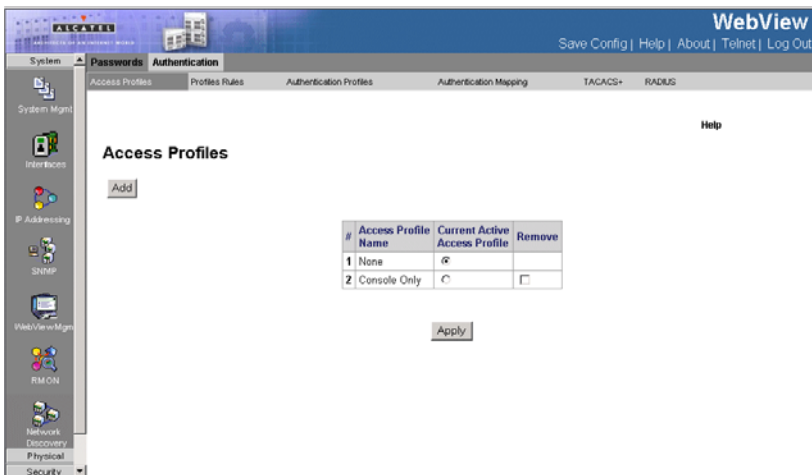 WebView
ALCATEL
Save Config | Help | About | Telnet | Log Out
System
Passwords Authentication
Access Profiles Profiles Rules Authentication Profiles Authentication Mapping TACACS+ RADIUS
System Mgmt
Help
Access Profiles
Interfaces
Add
IP Addressing
# Access Profile Name Current Active Access Profile Remove
1 None
2 Console Only
SNMP
WebView Mgm
Apply
RMON
Network Discovery
Physical
Security